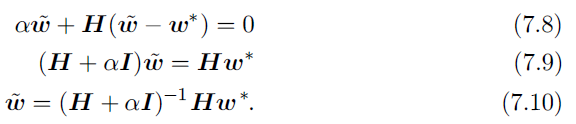 αw̃ + H(w̃ − w*) = 0 (7.8)
(H + αI)w̃ = Hw* (7.9)
w̃ = (H + αI)⁻¹Hw*. (7.10)